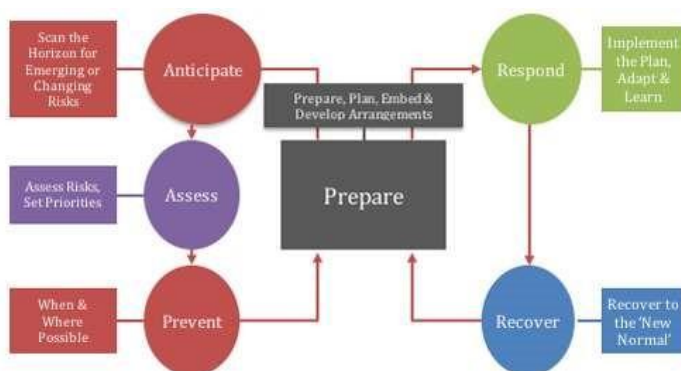 Scan the
Horizon for
Emerging or
Changing
Risks
Anticipate
Prepare, Plan, Embed &
Develop Arrangements
Respond
Implement
the Plan,
Adapt &
Learn
Assess Risks,
Set Priorities
Assess
Prepare
When &
Where
Possible
Prevent
Recover
Recover to
the ‘New
Normal’